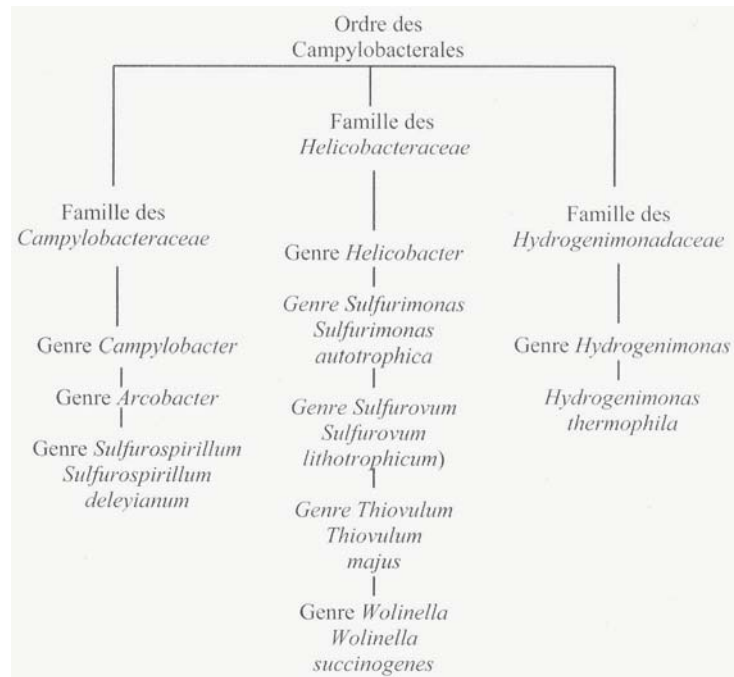 Ordre des
Campylobacterales
Famille des
Helicobacteraceae
Famille des
Campylobacteraceae
Famille des
Hydrogenimonadaceae
Genre Helicobacter
Genre Sulfurimonas
Sulfurimonas
autotrophica
Genre Campylobacter
Genre Hydrogenimonas
Genre Arcobacter
Hydrogenimonas
thermophila
Genre Sulfurovum
Sulfurovum
lithotrophicum)
Genre Sulfurospirillum
Sulfurospirillum
deleyianum
Genre Thiovulum
Thiovulum
majus
Genre Wolinella
Wolinella
succinogenes